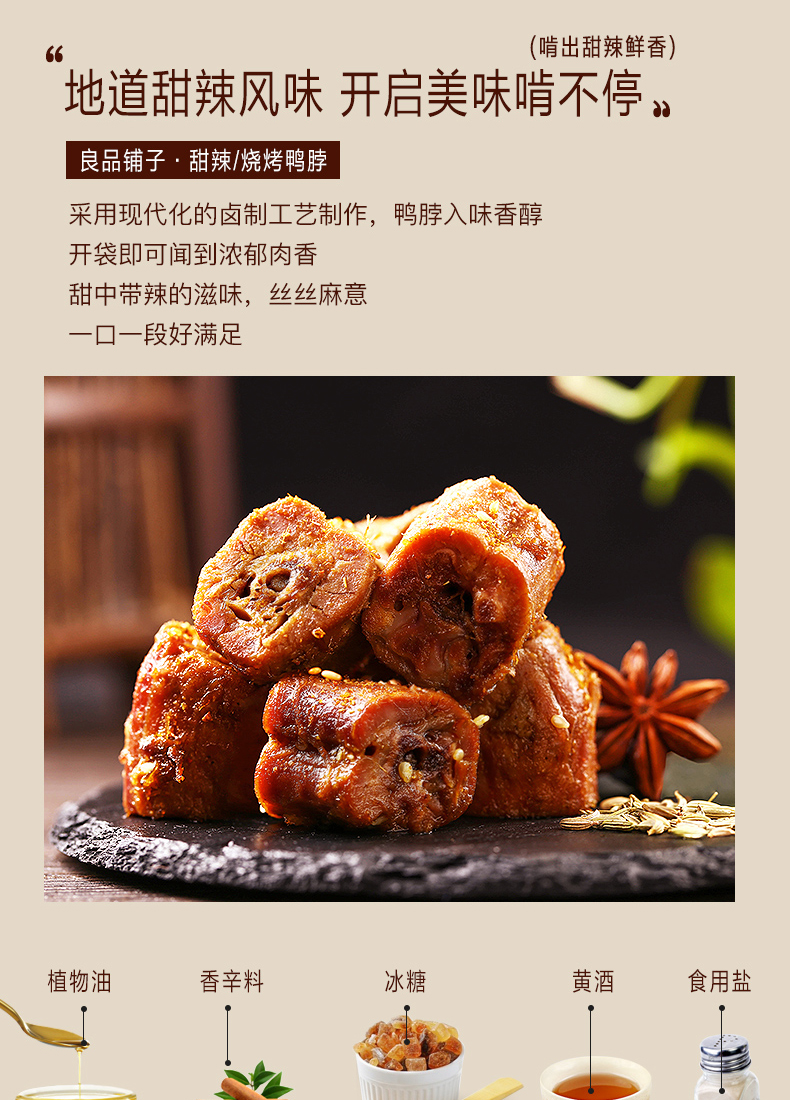 (啃出甜辣鲜香)
“地道甜辣风味 开启美味啃不停”
良品铺子·甜辣/烧烤鸭脖
采用现代化的卤制工艺制作，鸭脖入味香醇
开袋即可闻到浓郁肉香
甜中带辣的滋味，丝丝麻意
一口一段好满足
植物油 香辛料 冰糖 黄酒 食用盐